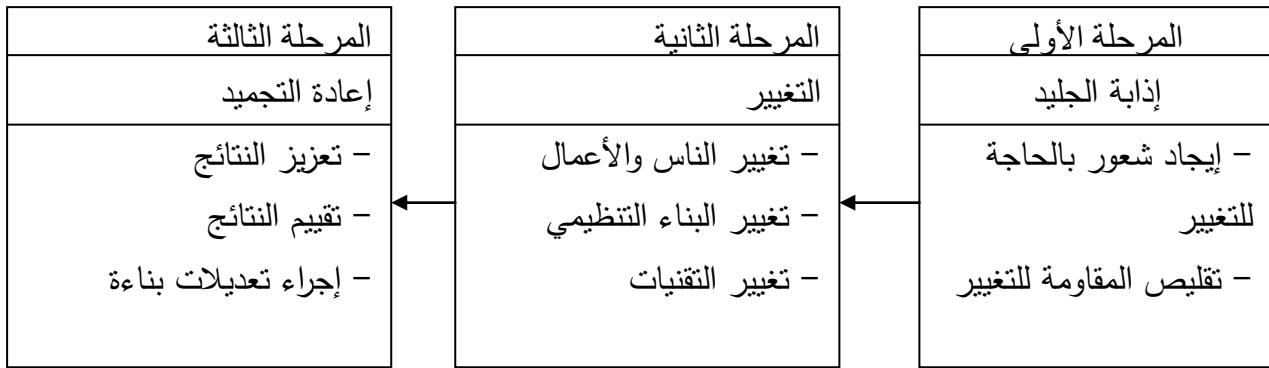 المرحلة الأولى
إذابة الجليد
– إيجاد شعور بالحاجة
للتغيير
– تقليص المقاومة للتغيير
المرحلة الثانية
التغيير
– تغيير الناس والأعمال
– تغيير البناء التنظيمي
– تغيير التقنيات
المرحلة الثالثة
إعادة التجميد
– تعزيز النتائج
– تقييم النتائج
– إجراء تعديلات بناءة